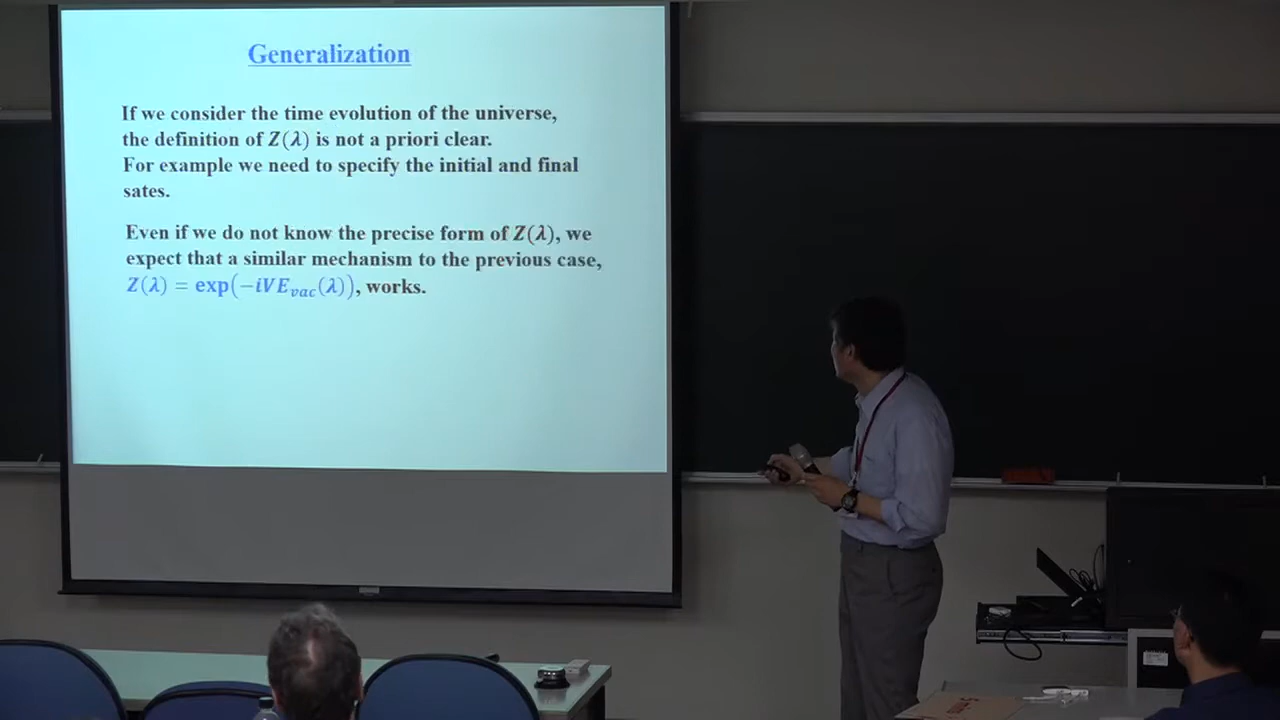 Generalization
If we consider the time evolution of the universe,
the definition of Z(λ) is not a priori clear.
For example we need to specify the initial and final
sates.
Even if we do not know the precise form of Z(λ), we
expect that a similar mechanism to the previous case,
Z(λ) = exp(−iVE_vac(λ)), works.